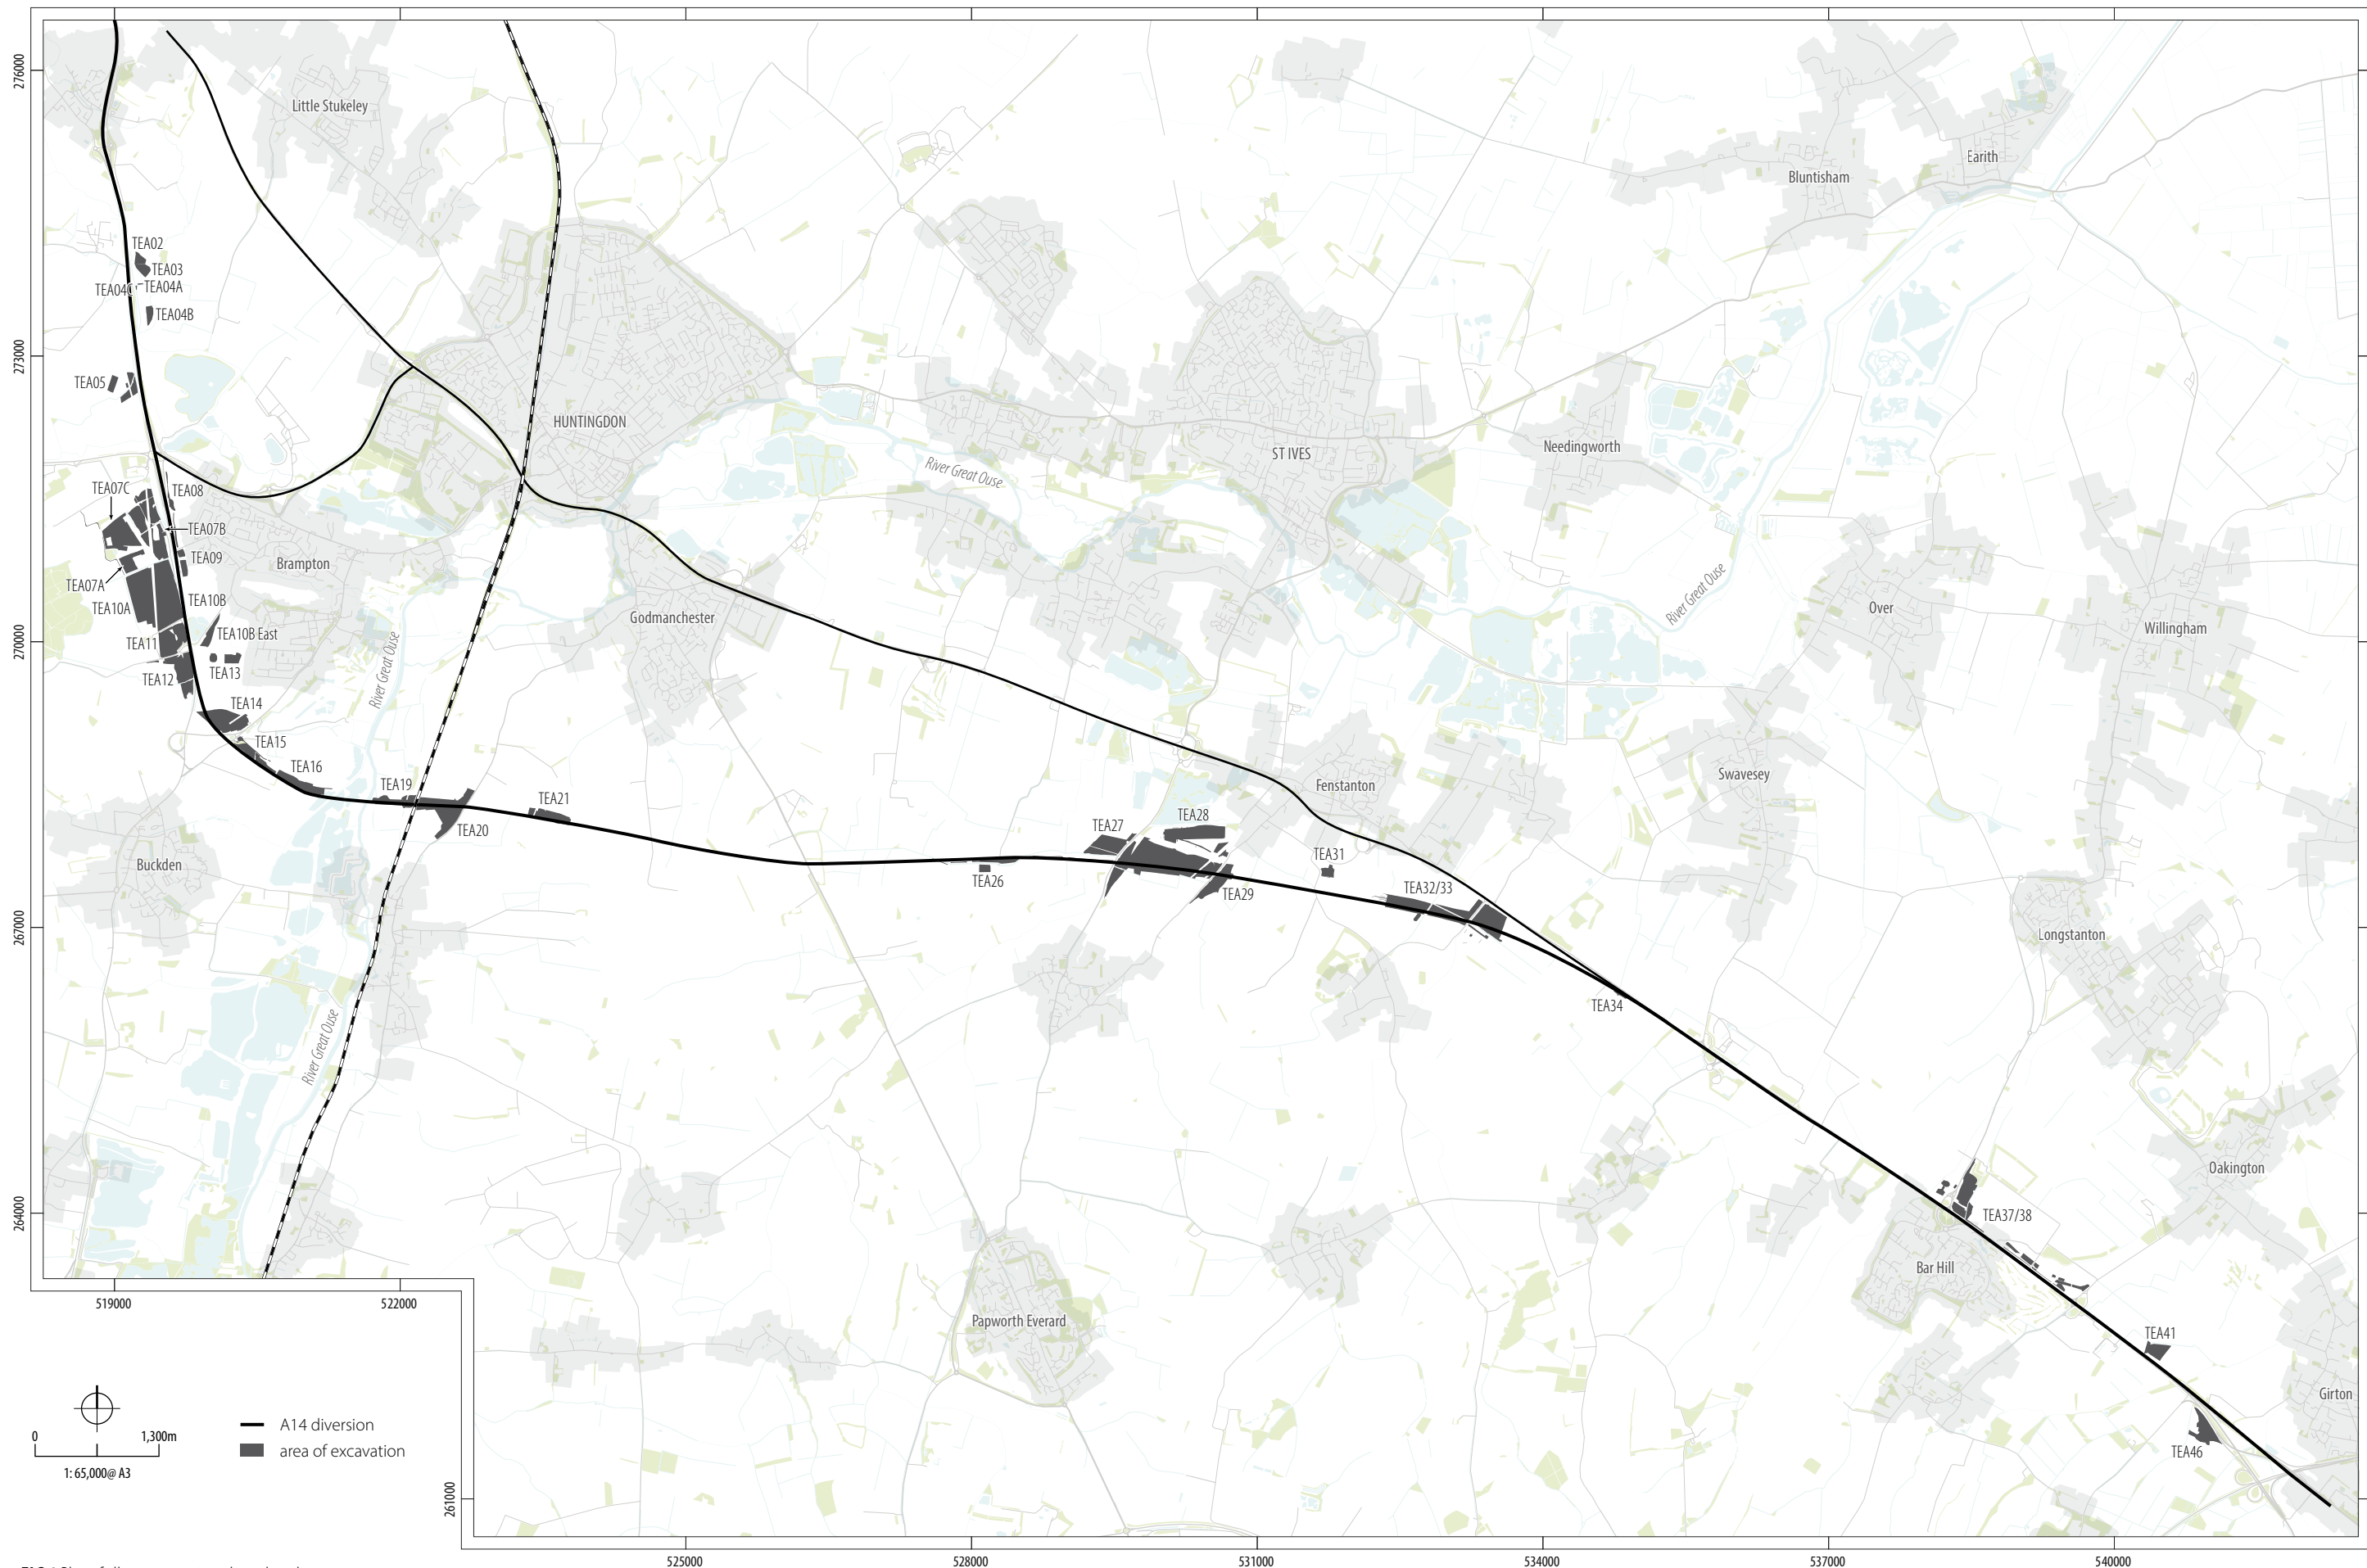 276000
Little Stukeley
Earith
Bluntisham
TEA02
TEA03
TEA04A
TEA04B
273000
TEA05
HUNTINGDON
Needingworth
ST IVES
River Great Ouse
TEA07C
TEA08
TEA07B
TEA09
Brampton
TEA07A
TEA10A
TEA10B
River Great Ouse
Over
Godmanchester
Willingham
TEA10B East
270000
TEA11
TEA13
TEA12
River Great Ouse
TEA14
TEA15
TEA16
Swavesey
TEA19
Fenstanton
TEA21
TEA28
TEA27
TEA20
TEA31
Buckden
TEA26
TEA32/33
TEA29
267000
Longstanton
TEA34
River Great Ouse
Oakington
264000
TEA37/38
Bar Hill
519000
522000
Papworth Everard
TEA41
Girton
A14 diversion
0
1,300m
area of excavation
TEA46
1: 65,000@ A3
261000
525000
528000
531000
534000
537000
540000